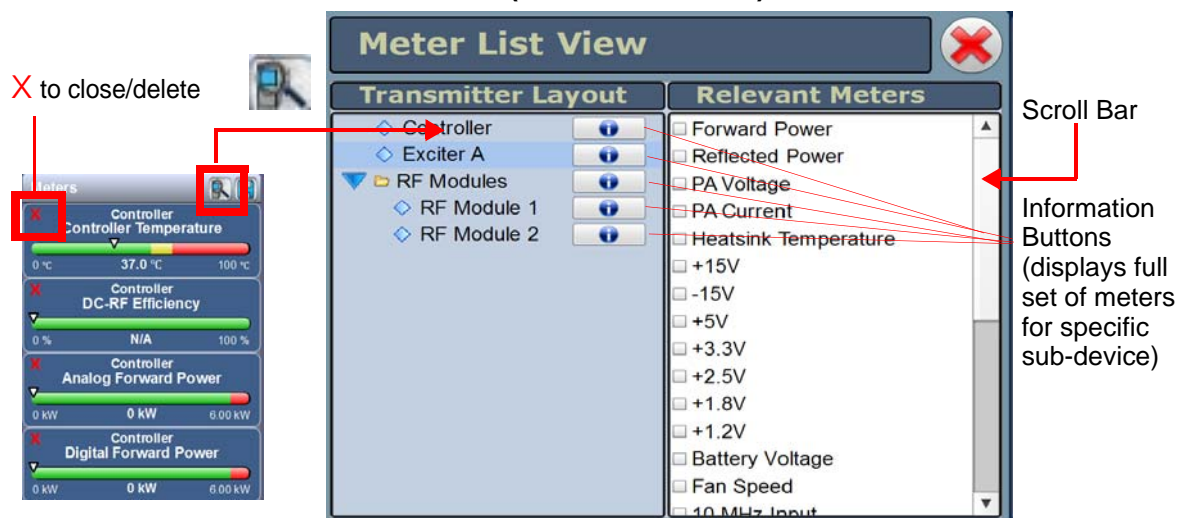 Meter List View
X to close/delete
Transmitter Layout
Relevant Meters
Controller
Exciter A
RF Modules
RF Module 1
RF Module 2
Forward Power
Reflected Power
PA Voltage
PA Current
Heatsink Temperature
+15V
-15V
+5V
+3.3V
+2.5V
+1.8V
+1.2V
Battery Voltage
Fan Speed
10 MHz Input
Scroll Bar
Information
Buttons
(displays full
set of meters
for specific
sub-device)
Meters
X Controller
Controller Temperature
0 °C 37.0 °C 100 °C
X Controller
DC-RF Efficiency
0 % N/A 100 %
X Controller
Analog Forward Power
0 kW 0 kW 6.00 kW
X Controller
Digital Forward Power
0 kW 0 kW 6.00 kW